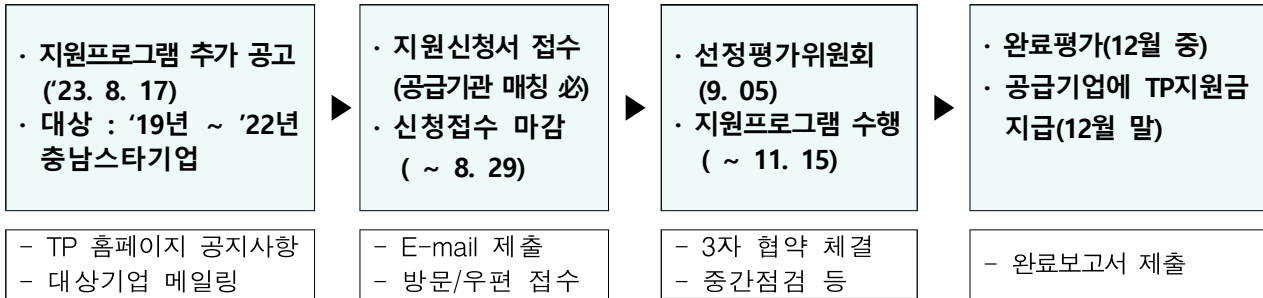 · 지원프로그램 추가 공고
(‘23. 8. 17)
· 대상 : ‘19년 ~ ’22년
충남스타기업
▶
· 지원신청서 접수
(공급기관 매칭 必)
· 신청접수 마감
( ~ 8. 29)
▶
· 선정평가위원회
(9. 05)
· 지원프로그램 수행
( ~ 11. 15)
▶
· 완료평가(12월 중)
· 공급기업에 TP지원금
지급(12월 말)
- TP 홈페이지 공지사항
- 대상기업 메일링
- E-mail 제출
- 방문/우편 접수
- 3자 협약 체결
- 중간점검 등
- 완료보고서 제출